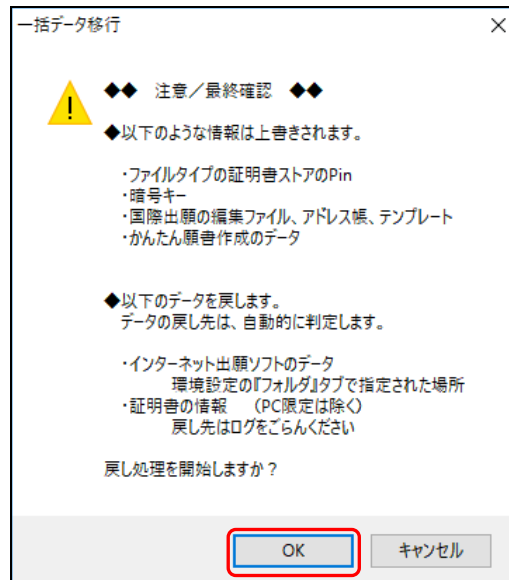 一括データ移行
◆◆ 注意／最終確認 ◆◆
◆以下のような情報は上書きされます。
・ファイルタイプの証明書ストアのPin
・暗号キー
・国際出願の編集ファイル、アドレス帳、テンプレート
・かんたん願書作成のデータ
◆以下のデータを戻します。
データの戻し先は、自動的に判定します。
・インターネット出願ソフトのデータ
環境設定の『フォルダ』タブで指定された場所
・証明書の情報 （PC限定は除く）
戻し先はログをごらんください
戻し処理を開始しますか？
OK
キャンセル